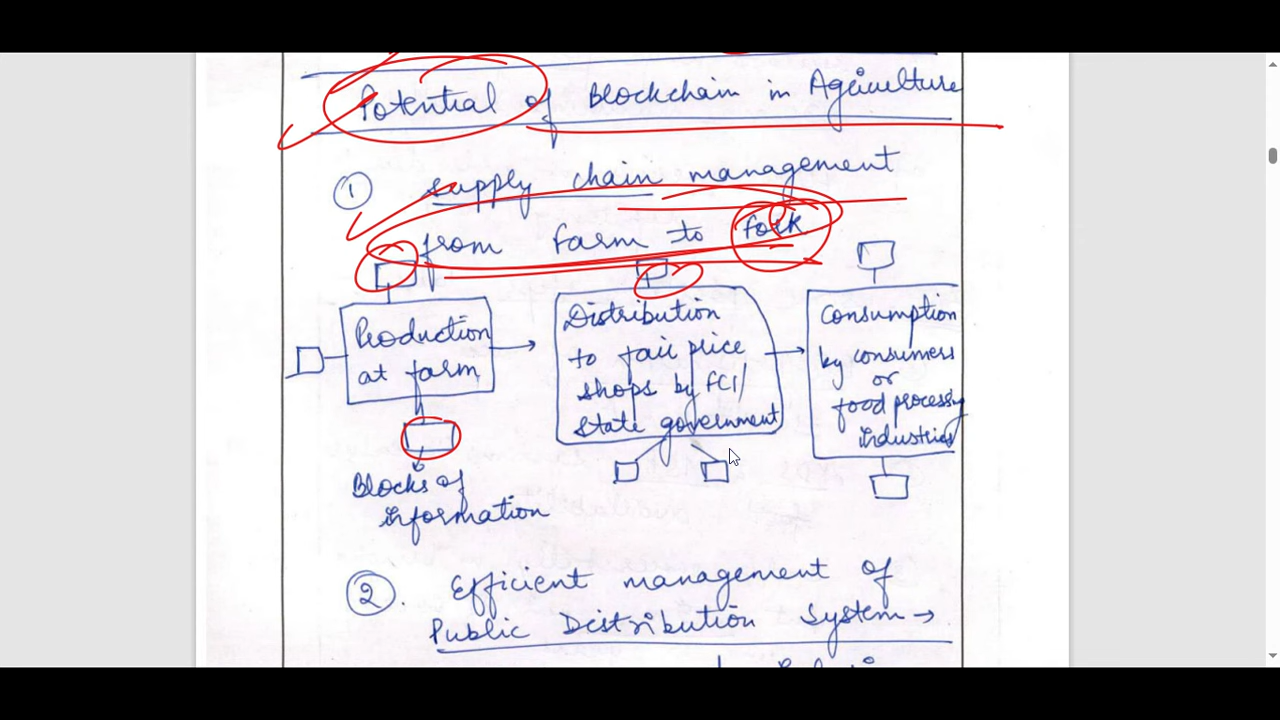 Potential of Blockchain in Agriculture
① supply chain management
from farm to fork
Production
at farm
Distribution
to fair price
shops by FCI/
state government
Consumption
by consumers
or
food processing
industries
Blocks of
information
②. Efficient management of
Public Distribution System →